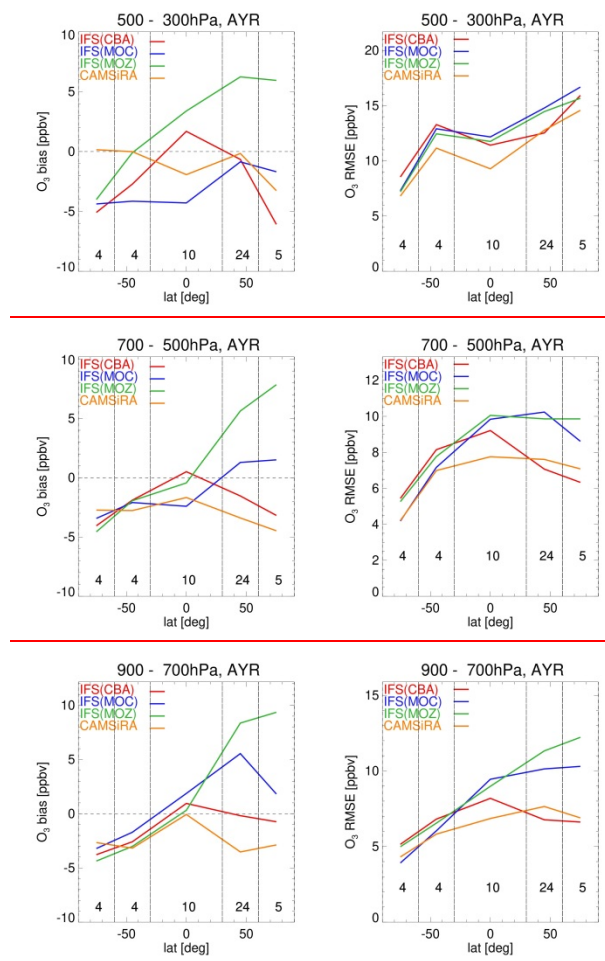 500 - 300hPa, AYR
10
5
0
-5
-10
O₃ bias [ppbv]
IFS(CBA)
IFS(MOC)
IFS(MOZ)
CAMSiRA
4 4 10 24 5
-50 0 50
lat [deg]
500 - 300hPa, AYR
20
15
10
5
0
O₃ RMSE [ppbv]
IFS(CBA)
IFS(MOC)
IFS(MOZ)
CAMSiRA
4 4 10 24 5
-50 0 50
lat [deg]
700 - 500hPa, AYR
10
5
0
-5
-10
O₃ bias [ppbv]
IFS(CBA)
IFS(MOC)
IFS(MOZ)
CAMSiRA
4 4 10 24 5
-50 0 50
lat [deg]
700 - 500hPa, AYR
12
10
8
6
4
2
0
O₃ RMSE [ppbv]
IFS(CBA)
IFS(MOC)
IFS(MOZ)
CAMSiRA
4 4 10 24 5
-50 0 50
lat [deg]
900 - 700hPa, AYR
10
5
0
-5
-10
O₃ bias [ppbv]
IFS(CBA)
IFS(MOC)
IFS(MOZ)
CAMSiRA
4 4 10 24 5
-50 0 50
lat [deg]
900 - 700hPa, AYR
15
10
5
0
O₃ RMSE [ppbv]
IFS(CBA)
IFS(MOC)
IFS(MOZ)
CAMSiRA
4 4 10 24 5
-50 0 50
lat [deg]